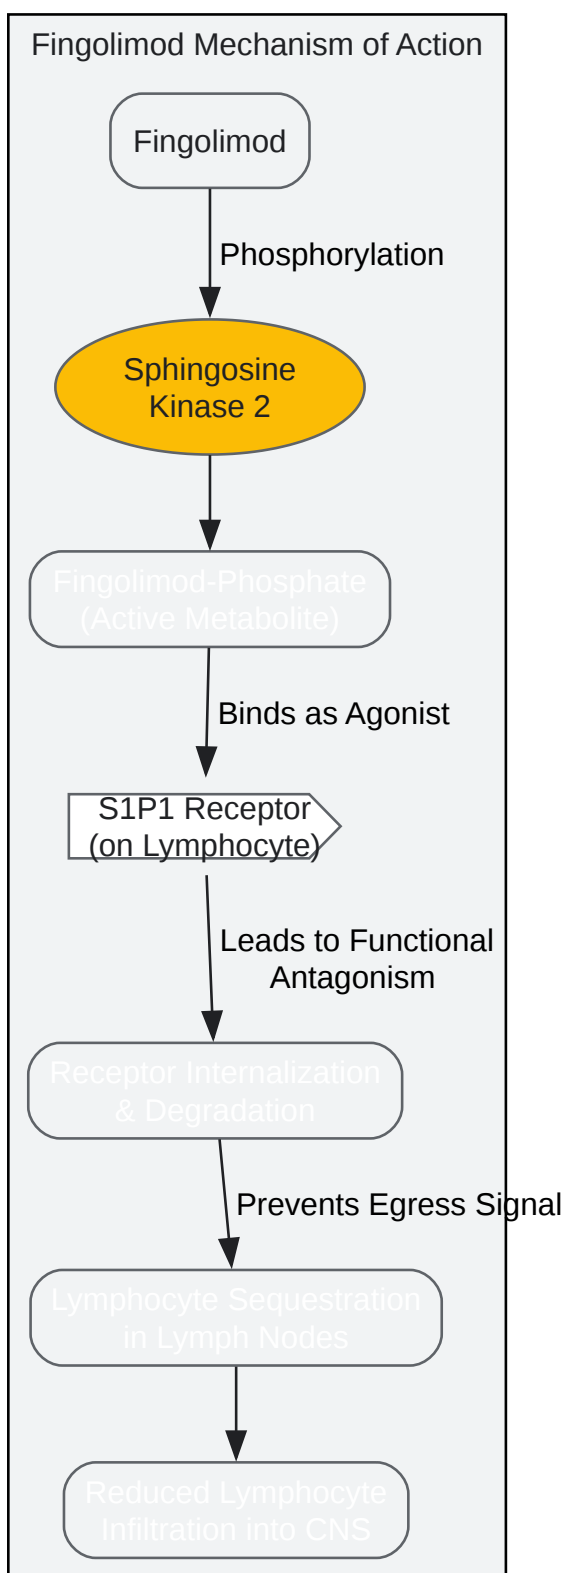 Fingolimod Mechanism of Action
Fingolimod
Phosphorylation
Sphingosine
Kinase 2
Fingolimod-Phosphate
(Active Metabolite)
Binds as Agonist
S1P1 Receptor
(on Lymphocyte)
Leads to Functional
Antagonism
Receptor Internalization
& Degradation
Prevents Egress Signal
Lymphocyte Sequestration
in Lymph Nodes
Reduced Lymphocyte
Infiltration into CNS